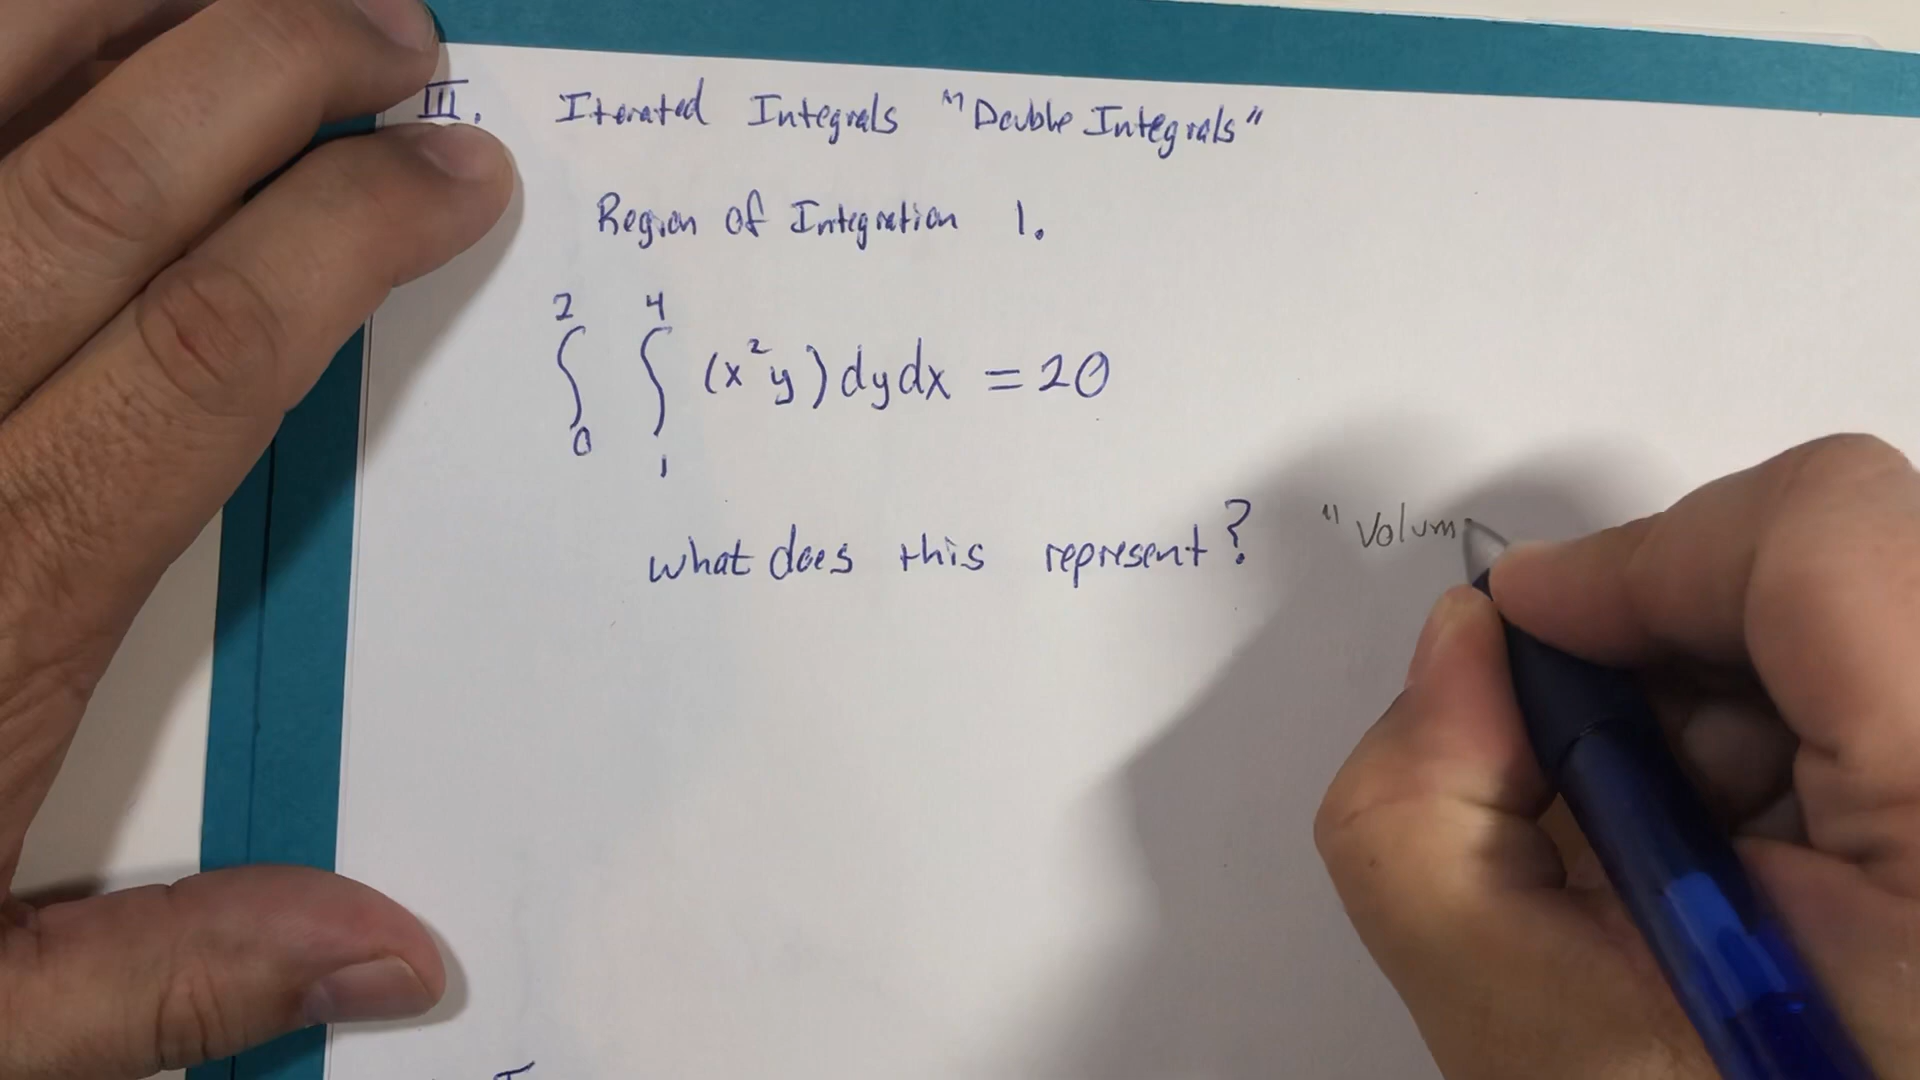 III. Iterated Integrals "Double Integrals"
Region of Integration 1.
∫₀² ∫₁⁴ (x²y) dy dx = 20
what does this represent? "Volum